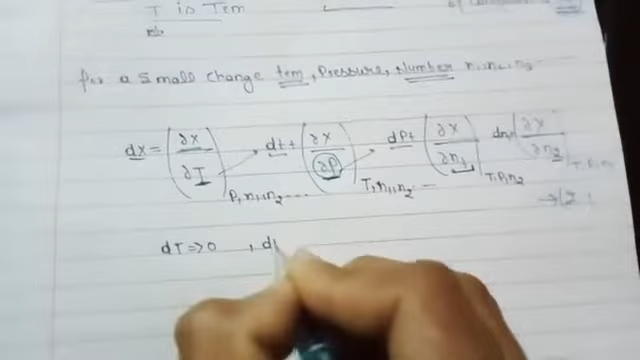 T is Tem
for a small change tem, Pressure, Number n₁, n₂, ...
dx = (∂x/∂T)P,n₁,n₂.... dt + (∂x/∂P)T,n₁,n₂... dP+ (∂x/∂n₁)T,P,n₂ dn₁ (∂x/∂n₂)T,P,n₁
dT ⇒ 0 , d